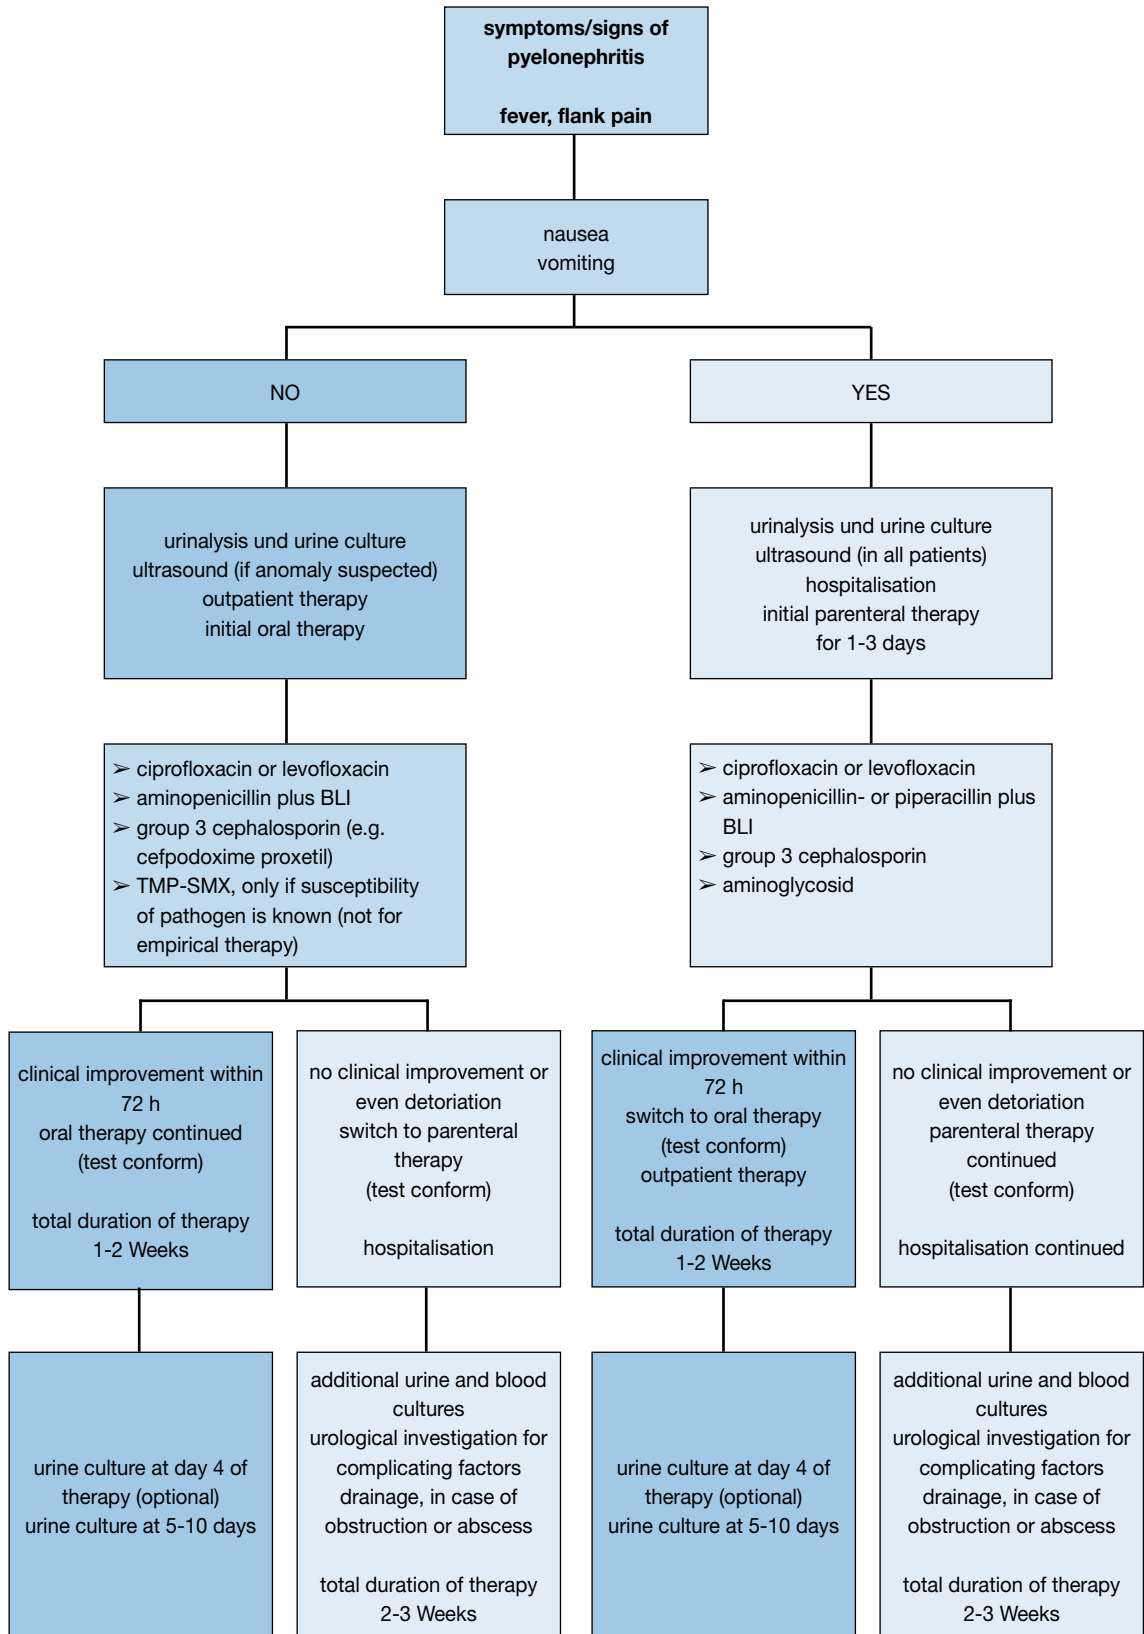 symptoms/signs of
pyelonephritis
fever, flank pain
nausea
vomiting
NO
YES
urinalysis und urine culture
ultrasound (if anomaly suspected)
outpatient therapy
initial oral therapy
urinalysis und urine culture
ultrasound (in all patients)
hospitalisation
initial parenteral therapy
for 1-3 days
➢ ciprofloxacin or levofloxacin
➢ aminopenicillin plus BLI
➢ group 3 cephalosporin (e.g.
cefpodoxime proxetil)
➢ TMP-SMX, only if susceptibility
of pathogen is known (not for
empirical therapy)
➢ ciprofloxacin or levofloxacin
➢ aminopenicillin- or piperacillin plus
BLI
➢ group 3 cephalosporin
➢ aminoglycosid
clinical improvement within
72 h
oral therapy continued
(test conform)
total duration of therapy
1-2 Weeks
no clinical improvement or
even detoriation
switch to parenteral
therapy
(test conform)
hospitalisation
clinical improvement within
72 h
switch to oral therapy
(test conform)
outpatient therapy
total duration of therapy
1-2 Weeks
no clinical improvement or
even detoriation
parenteral therapy
continued
(test conform)
hospitalisation continued
urine culture at day 4 of
therapy (optional)
urine culture at 5-10 days
additional urine and blood
cultures
urological investigation for
complicating factors
drainage, in case of
obstruction or abscess
total duration of therapy
2-3 Weeks
urine culture at day 4 of
therapy (optional)
urine culture at 5-10 days
additional urine and blood
cultures
urological investigation for
complicating factors
drainage, in case of
obstruction or abscess
total duration of therapy
2-3 Weeks